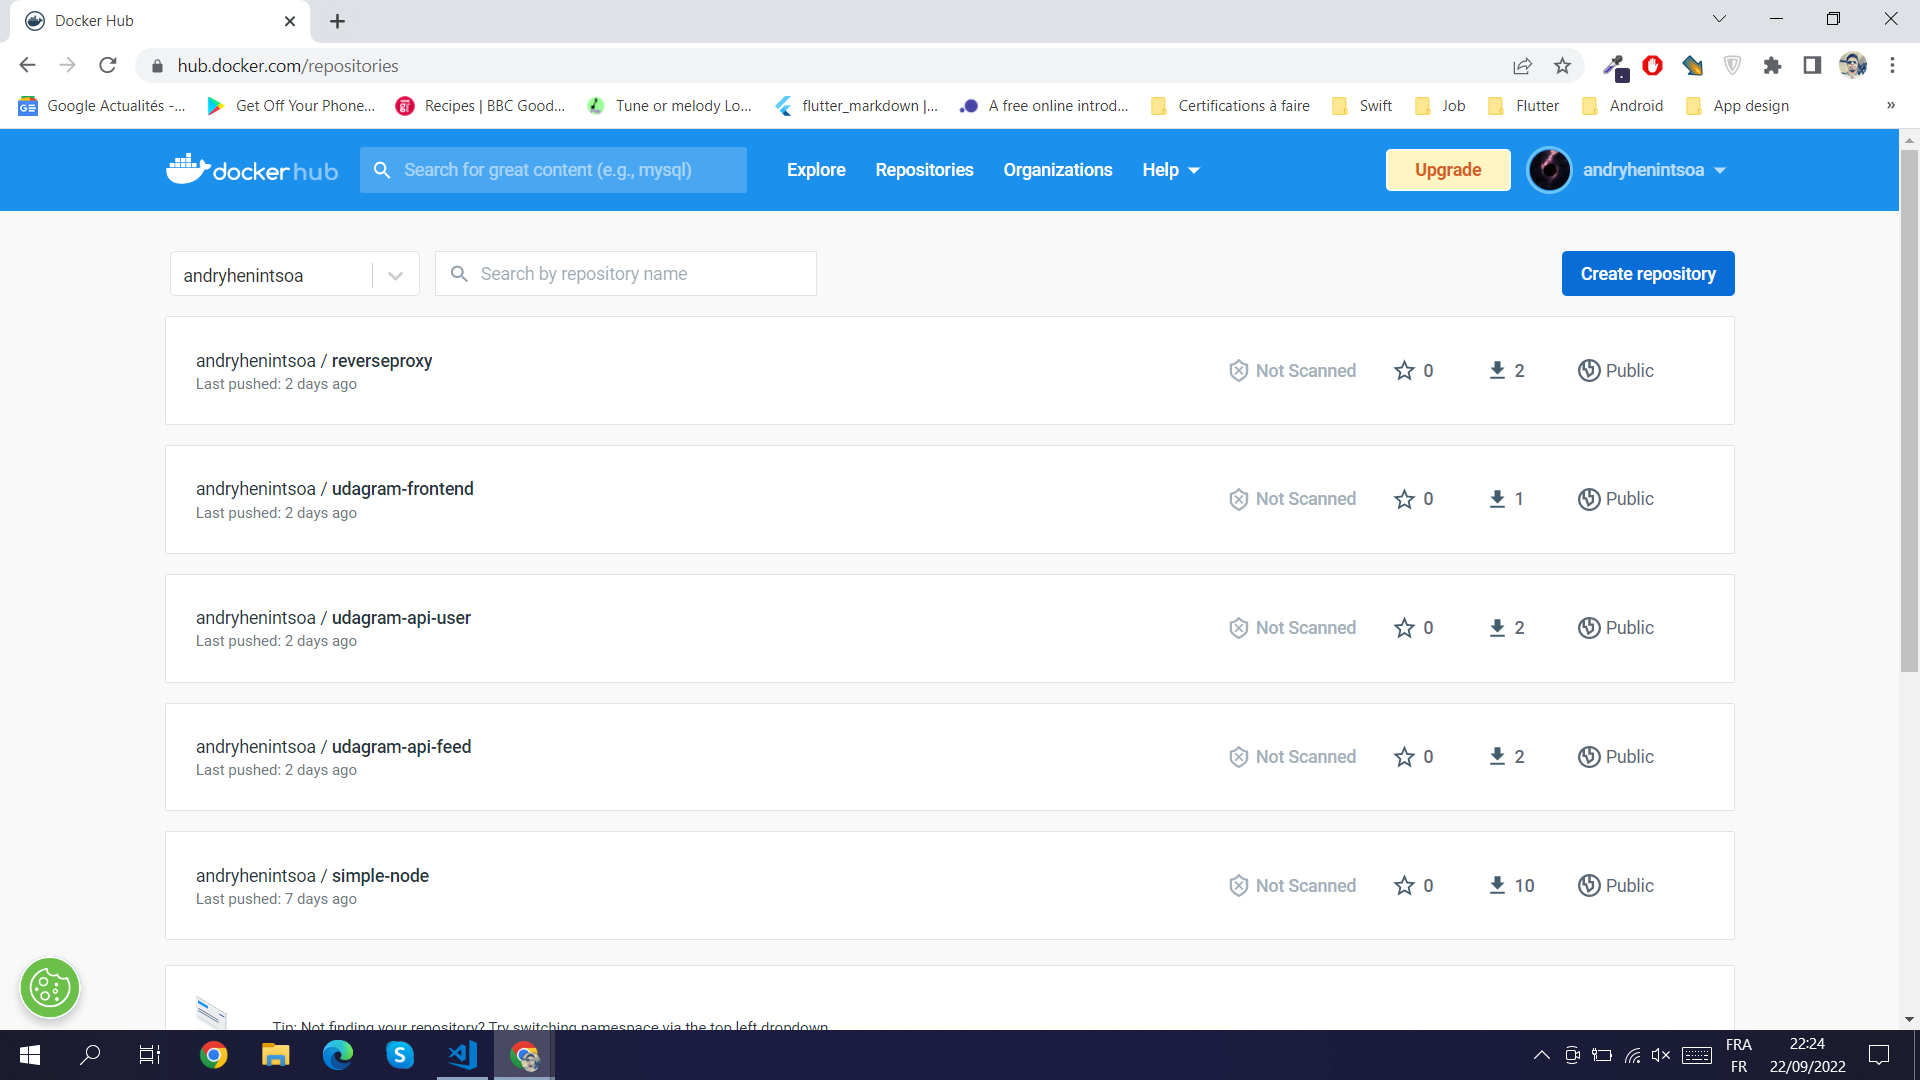 Docker Hub
hub.docker.com/repositories
Google Actualités -...
Get Off Your Phone...
Recipes | BBC Good...
Tune or melody Lo...
flutter_markdown |...
A free online introd...
Certifications à faire
Swift
Job
Flutter
Android
App design
»
docker hub
Search for great content (e.g., mysql)
Explore
Repositories
Organizations
Help
Upgrade
andryhenintsoa
andryhenintsoa
Search by repository name
Create repository
andryhenintsoa / reverseproxy
Last pushed: 2 days ago
Not Scanned
0
2
Public
andryhenintsoa / udagram-frontend
Last pushed: 2 days ago
Not Scanned
0
1
Public
andryhenintsoa / udagram-api-user
Last pushed: 2 days ago
Not Scanned
0
2
Public
andryhenintsoa / udagram-api-feed
Last pushed: 2 days ago
Not Scanned
0
2
Public
andryhenintsoa / simple-node
Last pushed: 7 days ago
Not Scanned
0
10
Public
Tip: Not finding your repository? Try switching namespace via the top left dropdown
FRA
FR
22:24
22/09/2022